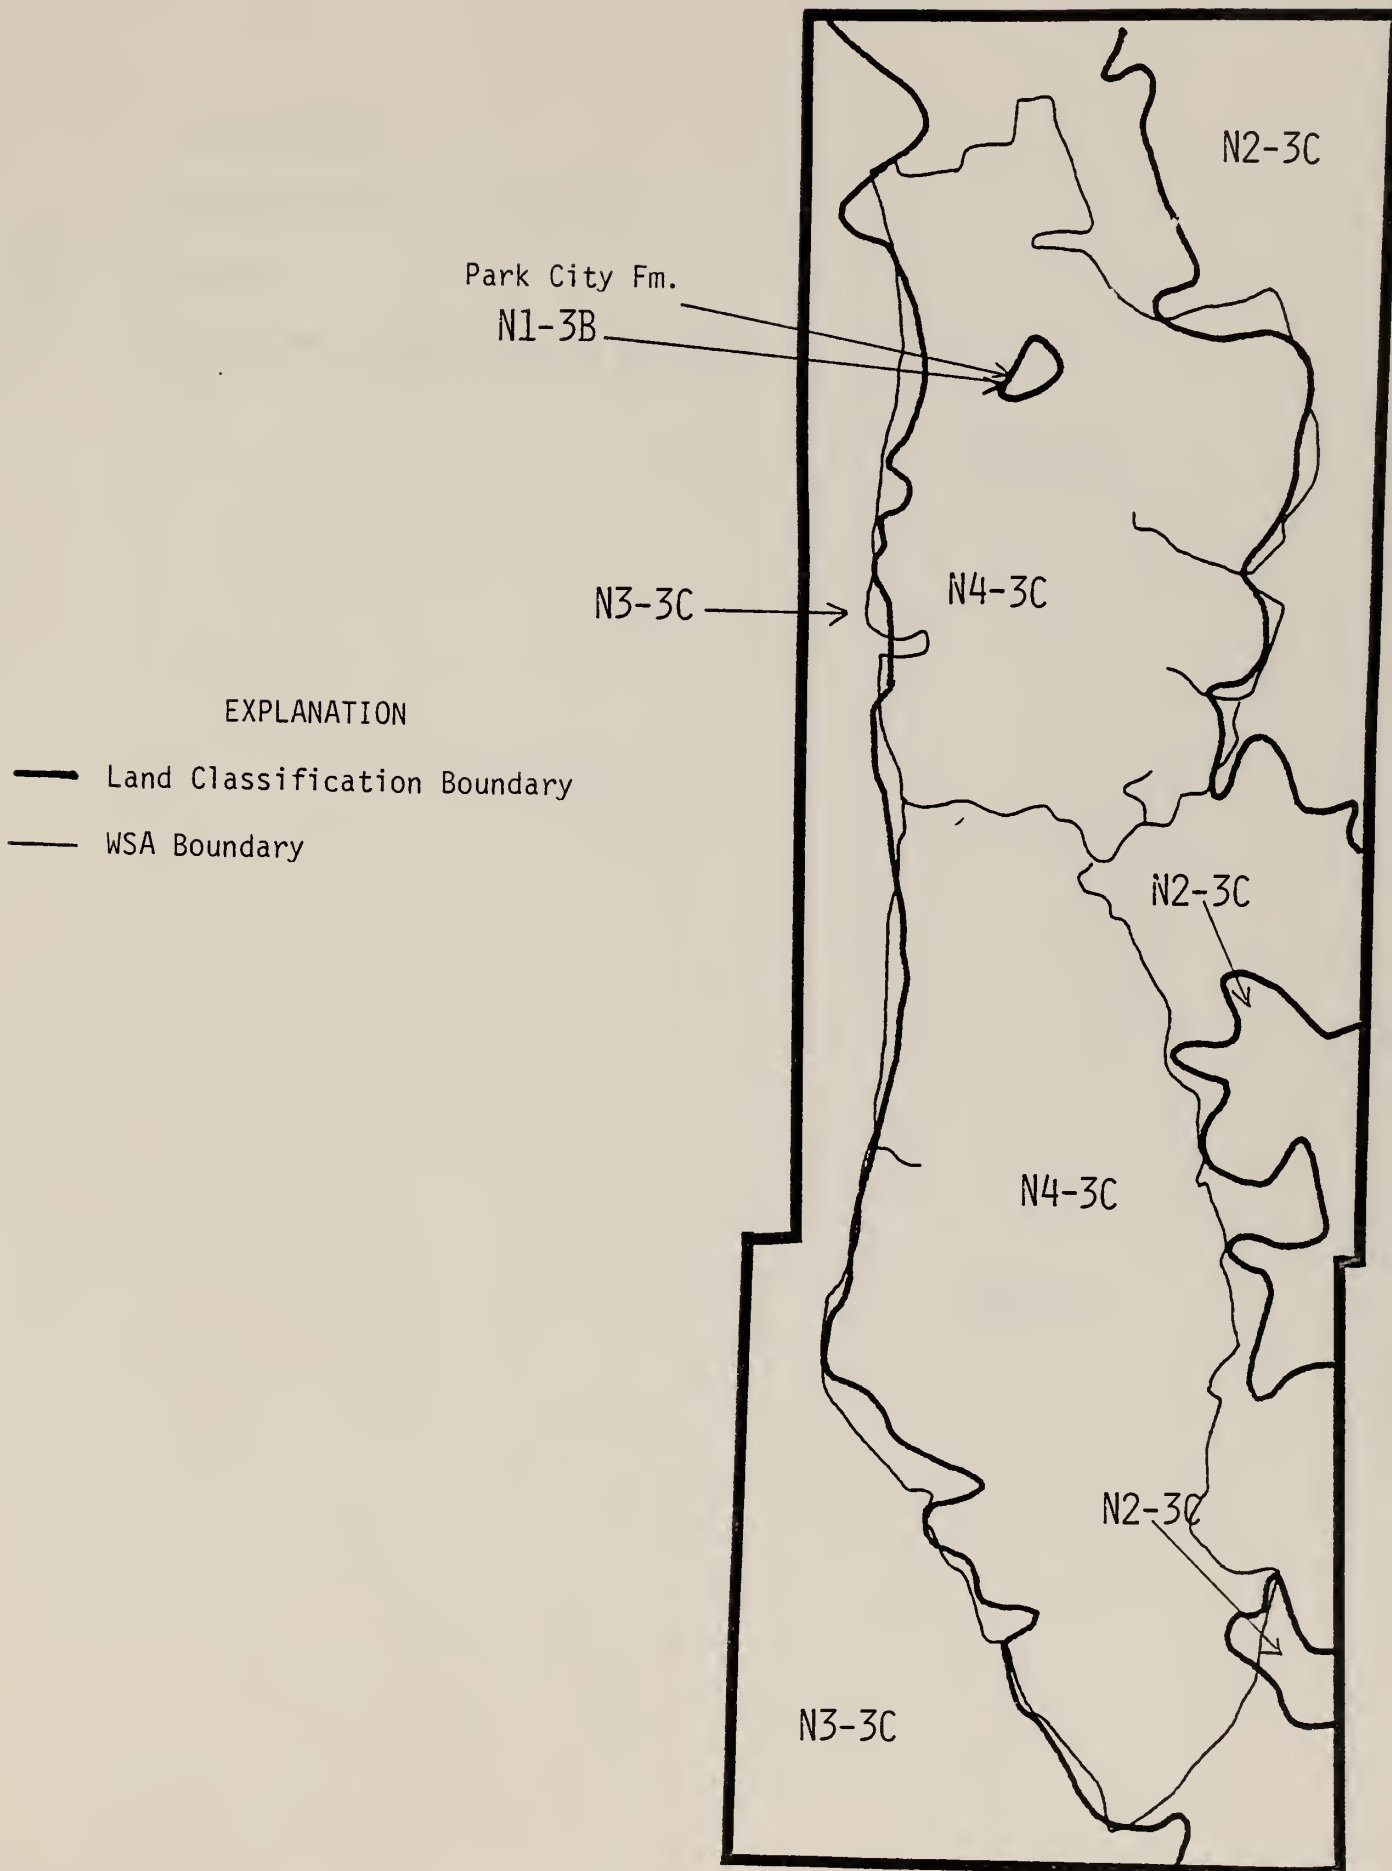 N2-3C
Park City Fm.
N1-3B
N3-3C
N4-3C
EXPLANATION
Land Classification Boundary
WSA Boundary
N2-3C
N4-3C
N2-3C
N3-3C